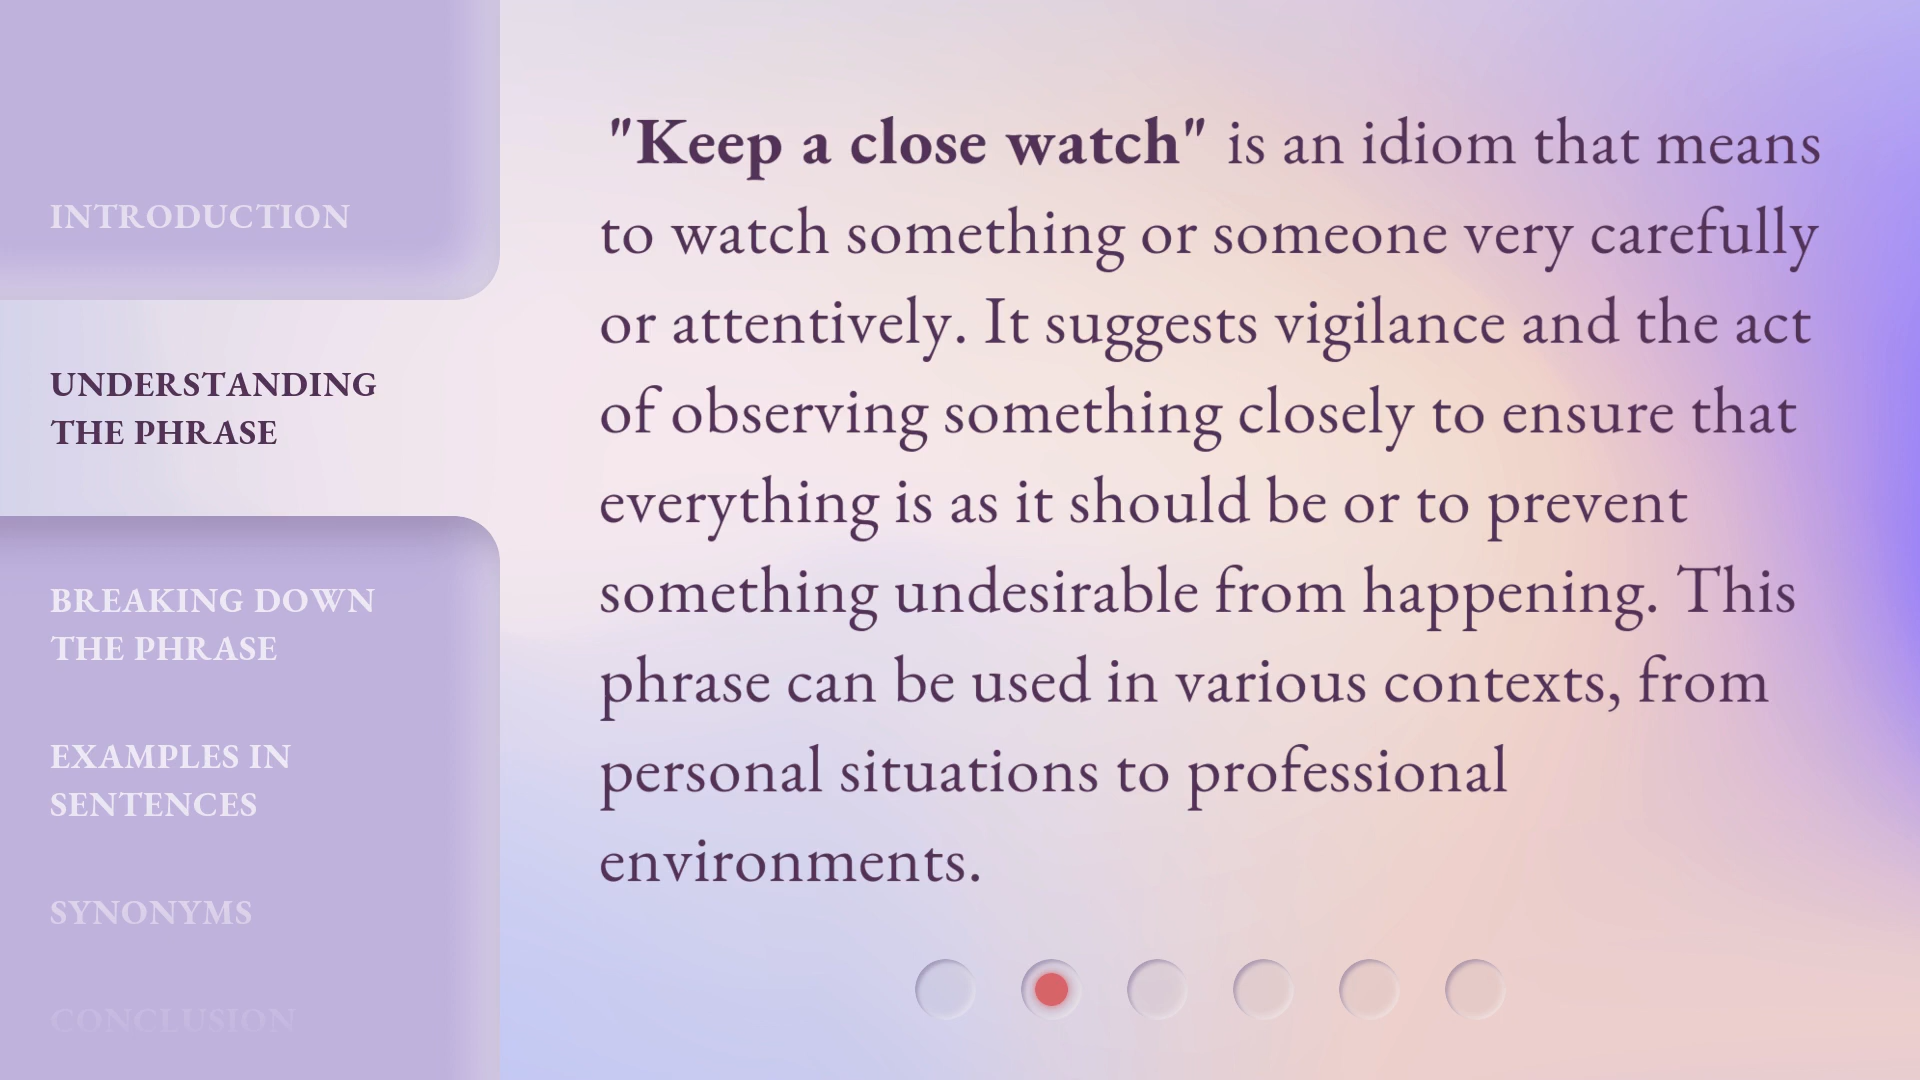 INTRODUCTION
UNDERSTANDING
THE PHRASE
BREAKING DOWN
THE PHRASE
EXAMPLES IN
SENTENCES
SYNONYMS
CONCLUSION
"Keep a close watch" is an idiom that means
to watch something or someone very carefully
or attentively. It suggests vigilance and the act
of observing something closely to ensure that
everything is as it should be or to prevent
something undesirable from happening. This
phrase can be used in various contexts, from
personal situations to professional
environments.